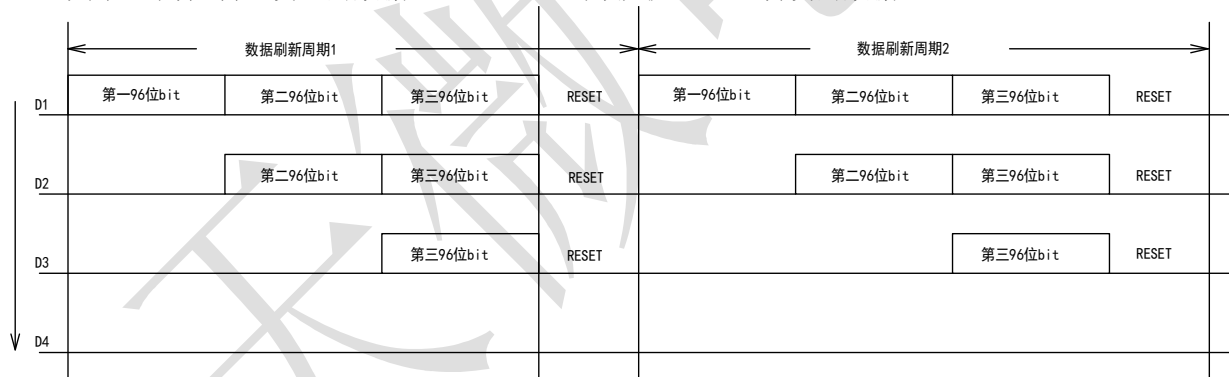 数据刷新周期1 数据刷新周期2
D1 第一96位bit 第二96位bit 第三96位bit RESET 第一96位bit 第二96位bit 第三96位bit RESET
D2 第二96位bit 第三96位bit RESET 第二96位bit 第三96位bit RESET
D3 第三96位bit RESET 第三96位bit RESET
D4
天微